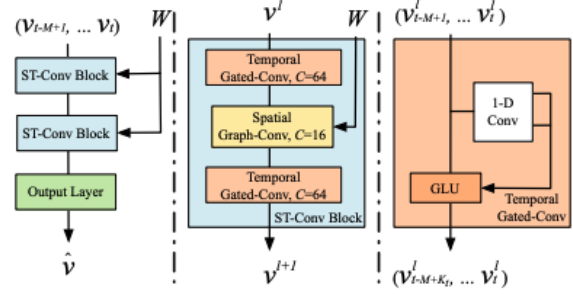 (v_{t-M+1}, ... v_t) W
ST-Conv Block
ST-Conv Block
Output Layer
v̂
v^l W
Temporal
Gated-Conv, C=64
Spatial
Graph-Conv, C=16
Temporal
Gated-Conv, C=64
ST-Conv Block
v^{l+1}
(v^l_{t-M+1}, ... v^l_t)
1-D
Conv
GLU
Temporal
Gated-Conv
(v^l_{t-M+K_t}, ... v^l_t)